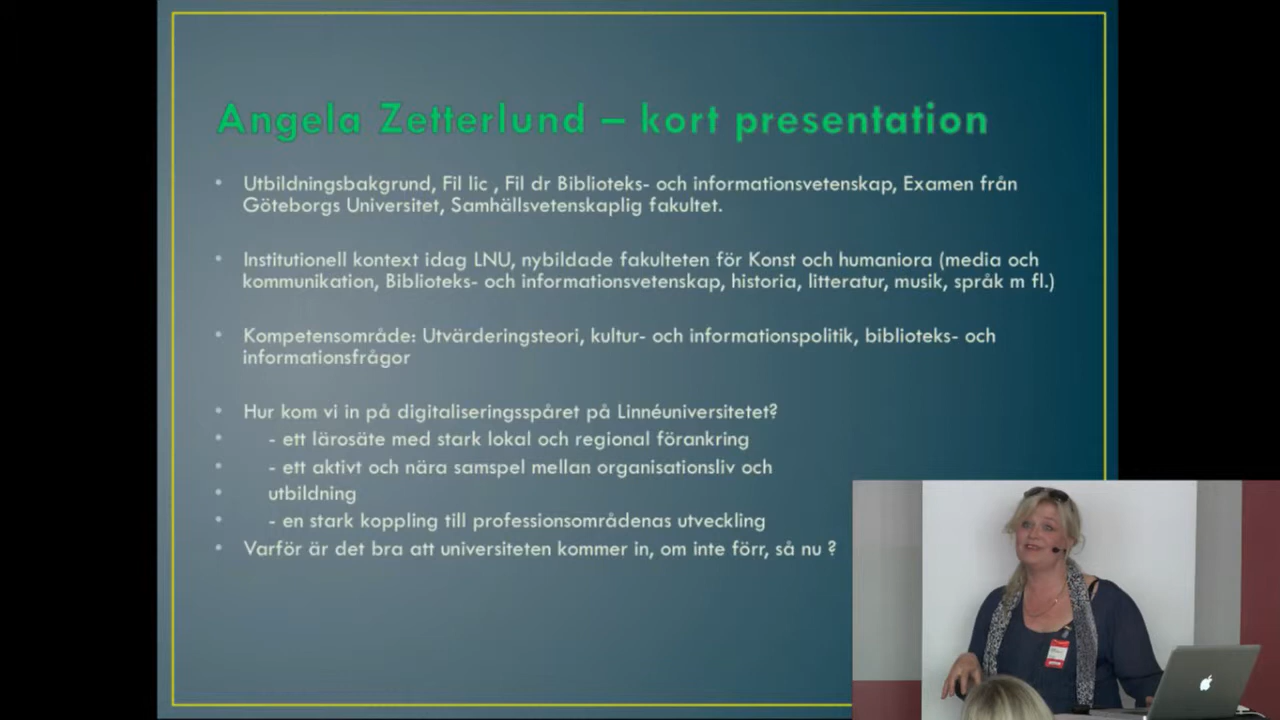 Angela Zetterlund – kort presentation
• Utbildningsbakgrund, Fil lic , Fil dr Biblioteks- och informationsvetenskap, Examen från
Göteborgs Universitet, Samhällsvetenskaplig fakultet.
• Institutionell kontext idag LNU, nybildade fakulteten för Konst och humaniora (media och
kommunikation, Biblioteks- och informationsvetenskap, historia, litteratur, musik, språk m fl.)
• Kompetensområde: Utvärderingsteori, kultur- och informationspolitik, biblioteks- och
informationsfrågor
• Hur kom vi in på digitaliseringsspåret på Linnéuniversitetet?
• - ett lärosäte med stark lokal och regional förankring
• - ett aktivt och nära samspel mellan organisationsliv och
• utbildning
• - en stark koppling till professionsområdenas utveckling
• Varför är det bra att universiteten kommer in, om inte förr, så nu ?